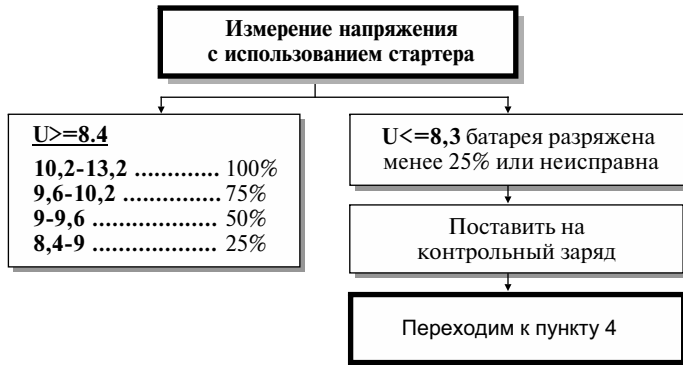 Измерение напряжения
с использованием стартера
U>=8.4
10,2-13,2 ............. 100%
9,6-10,2 ............... 75%
9-9,6 ..................... 50%
8,4-9 ..................... 25%
U<=8,3 батарея разряжена
менее 25% или неисправна
Поставить на
контрольный заряд
Переходим к пункту 4